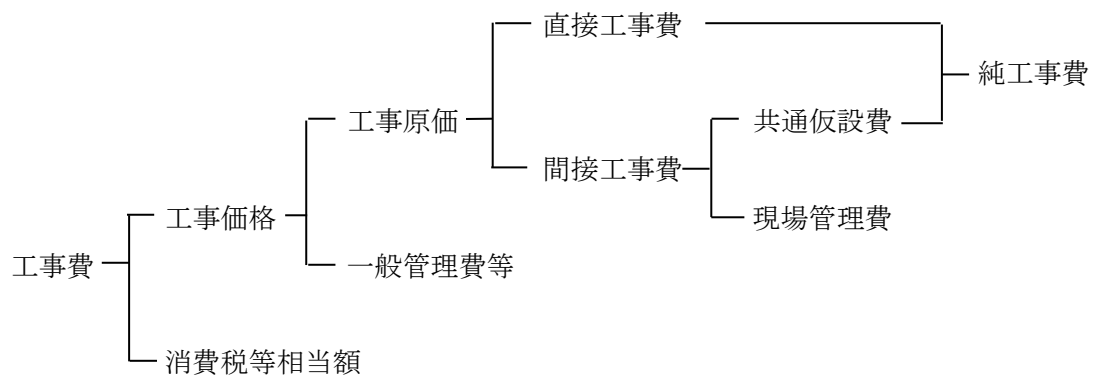 直接工事費
純工事費
工事原価
共通仮設費
間接工事費
工事価格
現場管理費
工事費
一般管理費等
消費税等相当額